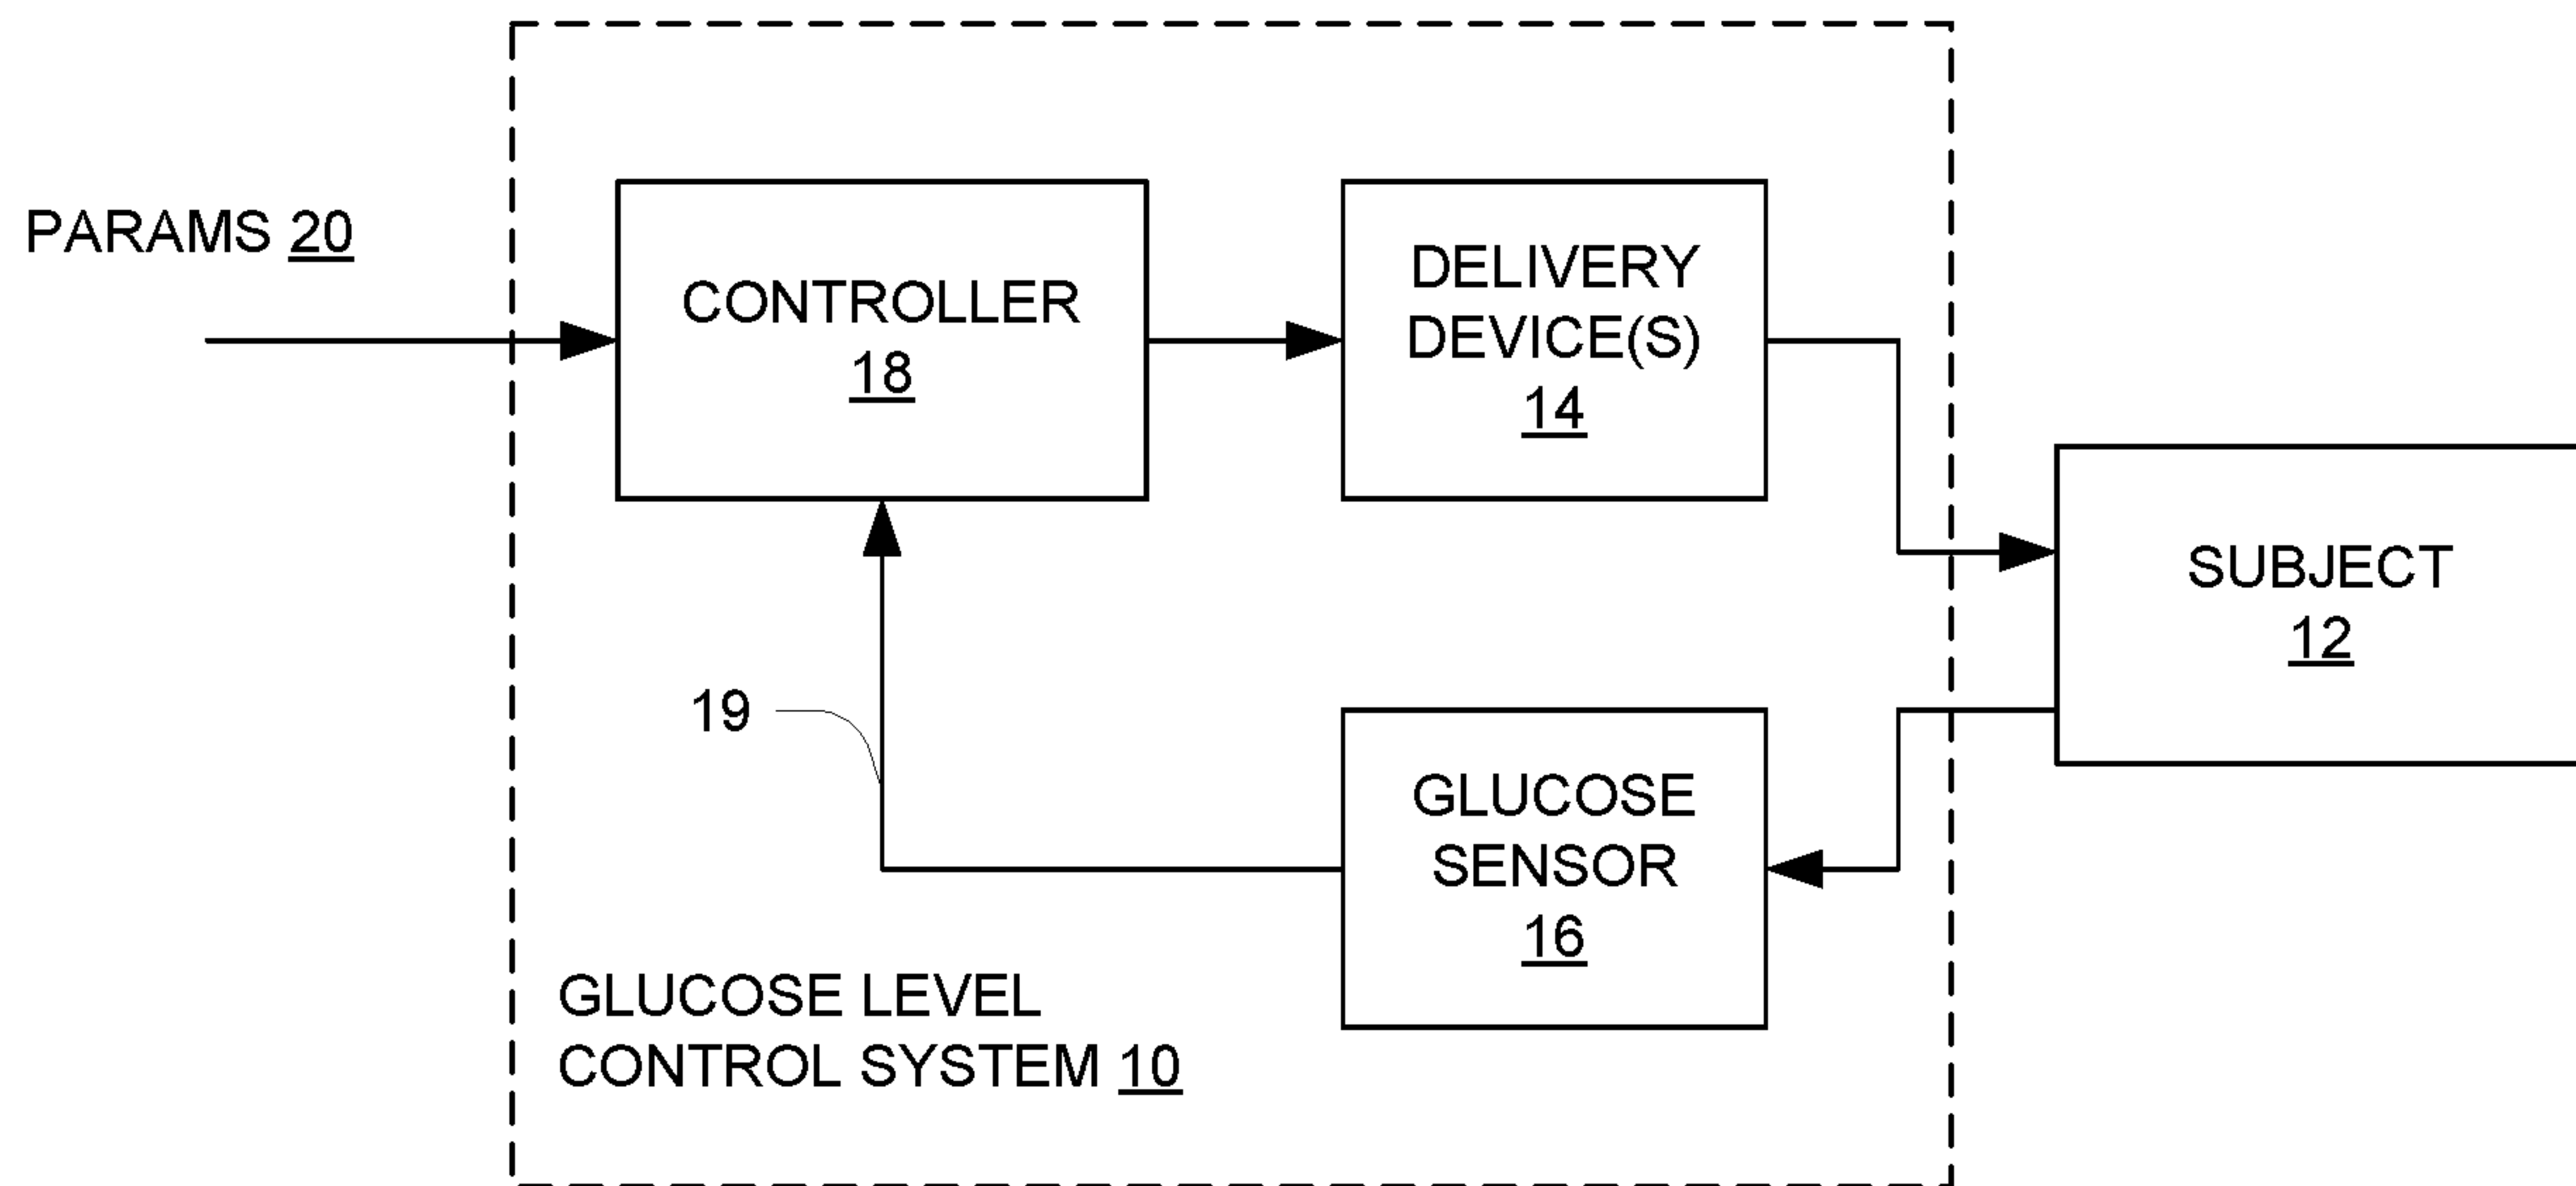 PARAMS 20
CONTROLLER
18
DELIVERY
DEVICE(S)
14
SUBJECT
12
19
GLUCOSE
SENSOR
16
GLUCOSE LEVEL
CONTROL SYSTEM 10